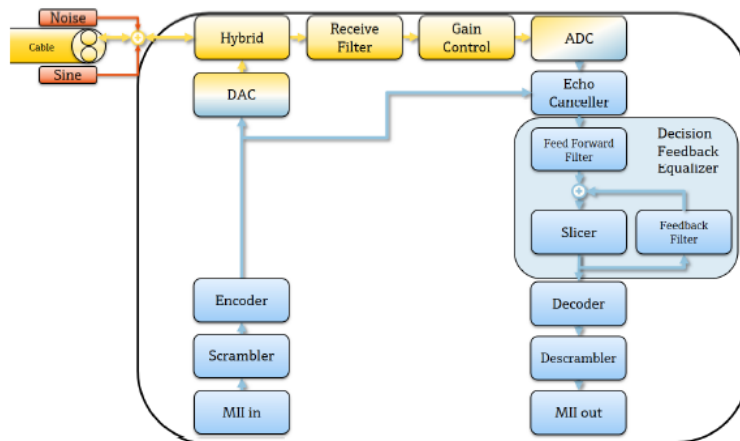 Noise
Cable
Sine
Hybrid
Receive
Filter
Gain
Control
ADC
DAC
Echo
Canceller
Feed Forward
Filter
Decision
Feedback
Equalizer
Slicer
Feedback
Filter
Encoder
Decoder
Scrambler
Descrambler
MII in
MII out